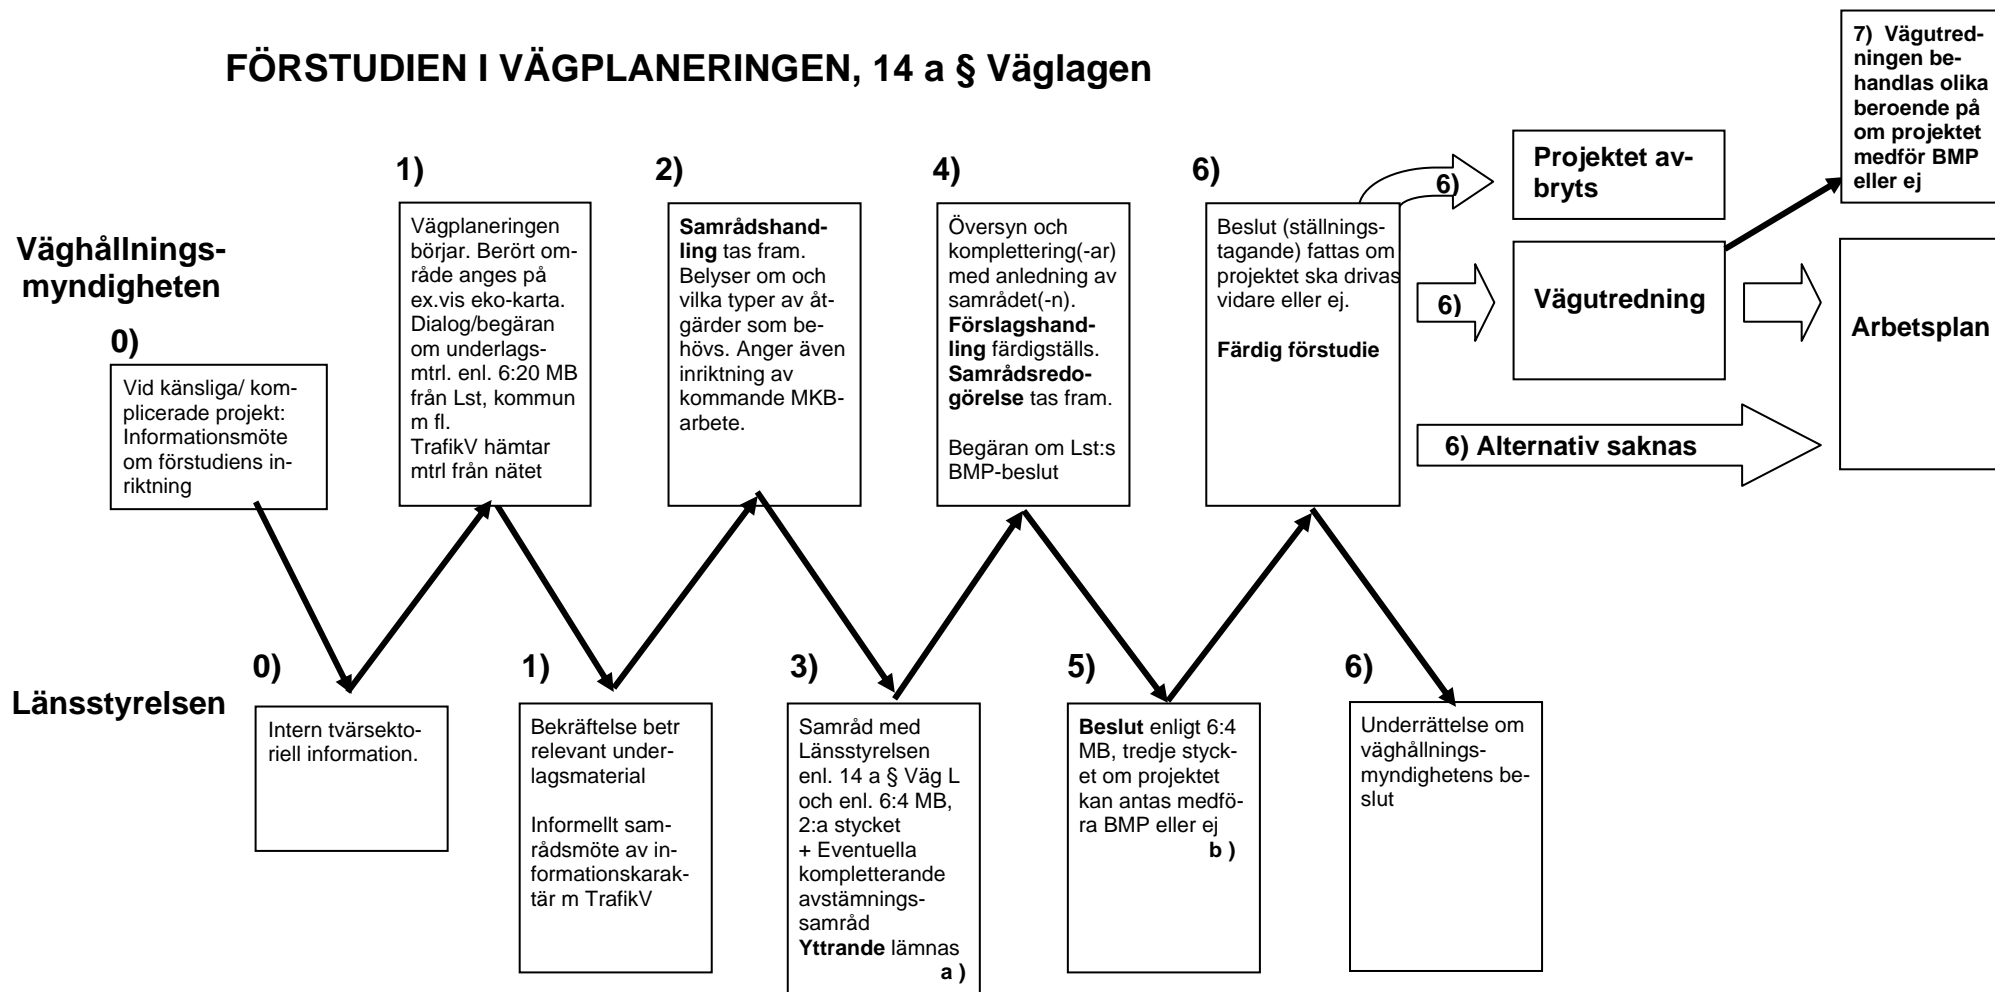 FÖRSTUDIEN I VÄGPLANERINGEN, 14 a § Väglagen
7) Vägutred-
ningen be-
handlas olika
beroende på
om projektet
medför BMP
eller ej
Väghållnings-
myndigheten
0)
Vid känsliga/ kom-
plicerade projekt:
Informationsmöte
om förstudiens in-
riktning
1)
Vägplaneringen
börjar. Berört om-
råde anges på
ex.vis eko-karta.
Dialog/begäran
om underlags-
mtrl. enl. 6:20 MB
från Lst, kommun
m fl.
TrafikV hämtar
mtrl från nätet
2)
Samrådshand-
ling tas fram.
Belyser om och
vilka typer av åt-
gärder som be-
hövs. Anger även
inriktning av
kommande MKB-
arbete.
4)
Översyn och
komplettering(-ar)
med anledning av
samrådet(-n).
Förslagshand-
ling färdigställs.
Samrådsredo-
görelse tas fram.
Begäran om Lst:s
BMP-beslut
6)
Beslut (ställnings-
tagande) fattas om
projektet ska drivas
vidare eller ej.
Färdig förstudie
6)
Projektet av-
bryts
6)
Vägutredning
6) Alternativ saknas
Arbetsplan
Länsstyrelsen
0)
Intern tvärsekto-
riell information.
1)
Bekräftelse betr
relevant under-
lagsmaterial
Informellt sam-
rådsmöte av in-
formationskarak-
tär m TrafikV
3)
Samråd med
Länsstyrelsen
enl. 14 a § Väg L
och enl. 6:4 MB,
2:a stycket
+ Eventuella
kompletterande
avstämnings-
samråd
Yttrande lämnas
a )
5)
Beslut enligt 6:4
MB, tredje styck-
et om projektet
kan antas medfö-
ra BMP eller ej
b )
6)
Underrättelse om
väghållnings-
myndighetens be-
slut